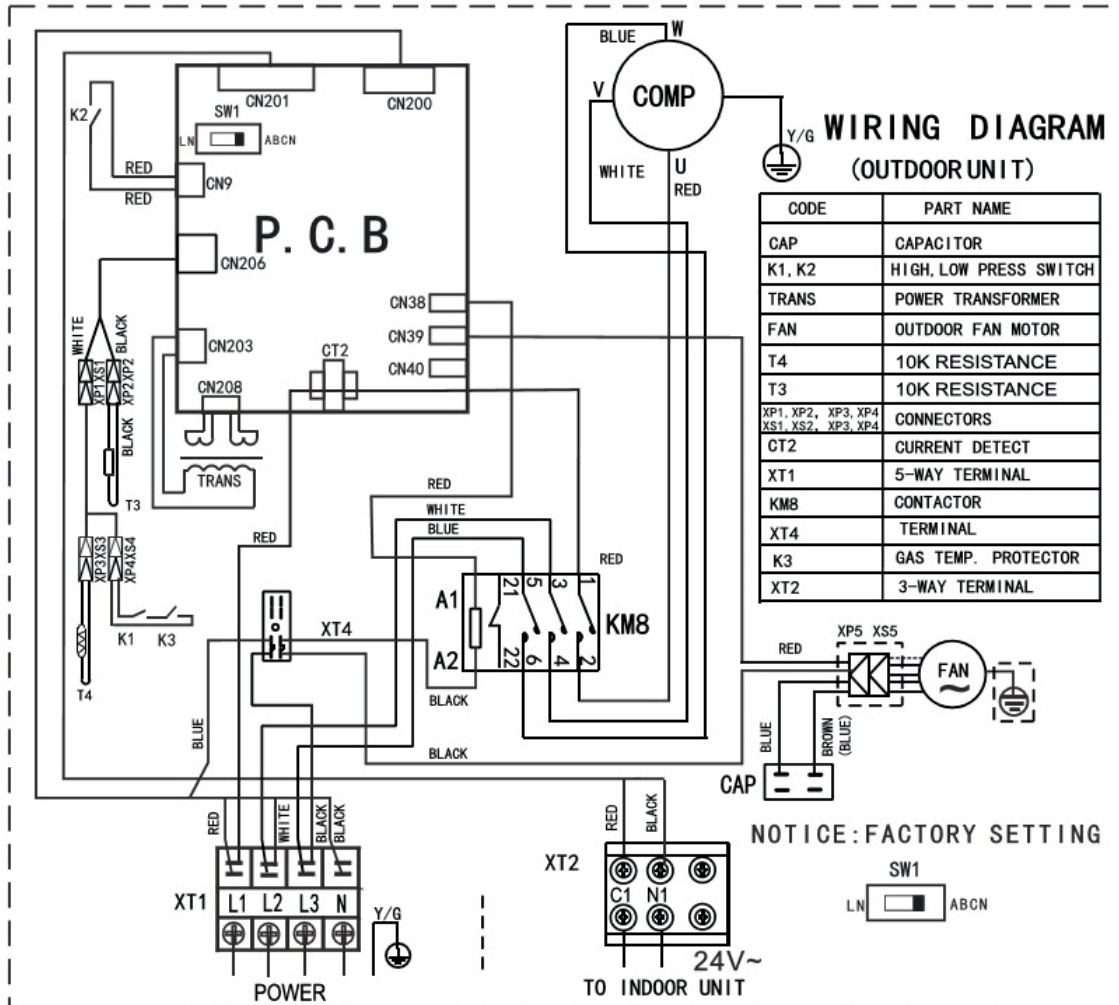 BLUE
W
V
COMP
WHITE
U
RED
Y/G
WIRING DIAGRAM
(OUTDOOR UNIT)
CODE PART NAME
CAP CAPACITOR
K1, K2 HIGH, LOW PRESS SWITCH
TRANS POWER TRANSFORMER
FAN OUTDOOR FAN MOTOR
T4 10K RESISTANCE
T3 10K RESISTANCE
XP1, XP2, XP3, XP4
XS1, XS2, XP3, XP4
CONNECTORS
CT2 CURRENT DETECT
XT1 5-WAY TERMINAL
KM8 CONTACTOR
XT4 TERMINAL
K3 GAS TEMP. PROTECTOR
XT2 3-WAY TERMINAL
CN201
CN200
SW1
LN ABCN
K2
RED
RED
CN9
P.C.B
CN206
CN38
CN39
CN40
CN203
CT2
CN208
TRANS
WHITE
BLACK
XP1XS1
XP2XP2
BLACK
T3
XP3XS3
XP4XS4
K1 K3
T4
RED
RED
WHITE
BLUE
RED
A1
A2
21 5 3 1
22 6 4 2
KM8
XT4
BLACK
BLACK
BLUE
XP5 XS5
RED
FAN
BLUE
BROWN
(BLUE)
CAP
RED
WHITE
BLACK
BLACK
XT1
L1 L2 L3 N
Y/G
POWER
RED
BLACK
XT2
C1 N1
24V~
TO INDOOR UNIT
NOTICE:FACTORY SETTING
SW1
LN ABCN